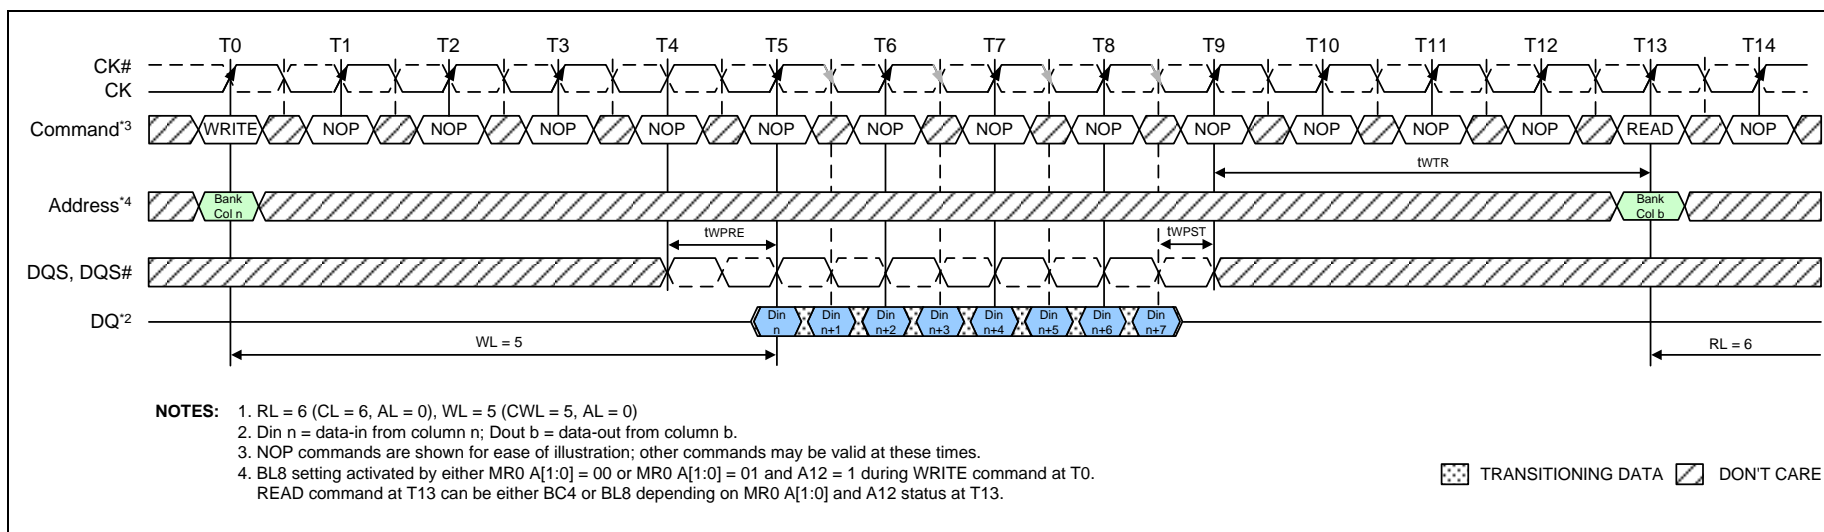 T0 T1 T2 T3 T4 T5 T6 T7 T8 T9 T10 T11 T12 T13 T14
CK#
CK
Command*3 WRITE NOP NOP NOP NOP NOP NOP NOP NOP NOP NOP NOP NOP READ NOP
tWTR
Address*4 Bank Col n Bank Col b
tWPRE tWPST
DQS, DQS#
DQ*2 Din n Din n+1 Din n+2 Din n+3 Din n+4 Din n+5 Din n+6 Din n+7
WL = 5 RL = 6
NOTES: 1. RL = 6 (CL = 6, AL = 0), WL = 5 (CWL = 5, AL = 0)
2. Din n = data-in from column n; Dout b = data-out from column b.
3. NOP commands are shown for ease of illustration; other commands may be valid at these times.
4. BL8 setting activated by either MR0 A[1:0] = 00 or MR0 A[1:0] = 01 and A12 = 1 during WRITE command at T0.
READ command at T13 can be either BC4 or BL8 depending on MR0 A[1:0] and A12 status at T13.
TRANSITIONING DATA DON'T CARE